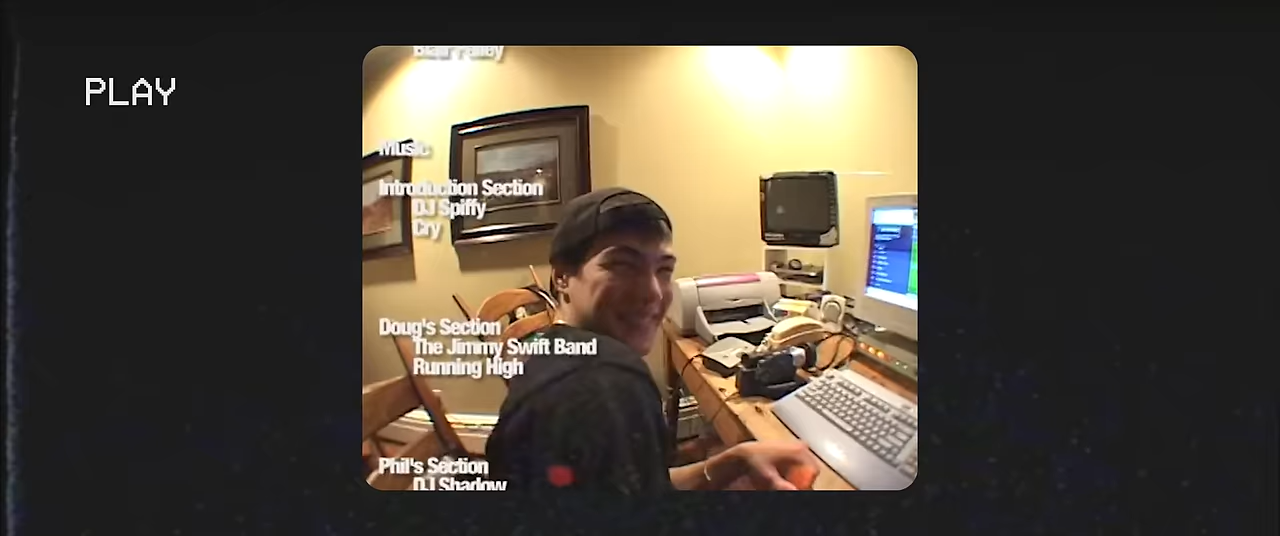 PLAY
Music
Introduction Section
DJ Spiffy
Cry
Doug's Section
The Jimmy Swift Band
Running High
Phil's Section
DJ Shadow